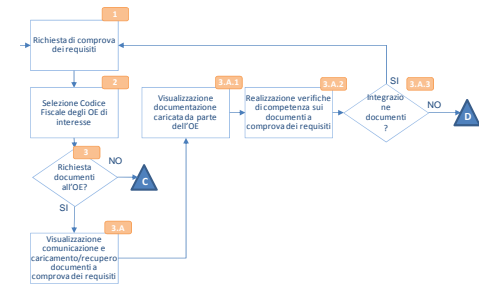 1
Richiesta di comprova
dei requisiti
2
Selezione Codice
Fiscale degli OE di
interesse
3
Richiesta
documenti
all'OE?
NO
C
SI
3.A
Visualizzazione
comunicazione e
caricamento/recupero
documenti a
comprova dei requisiti
3.A.1
Visualizzazione
documentazione
caricata da parte
dell'OE
3.A.2
Realizzazione verifiche
di competenza sui
documenti a
comprova dei requisiti
SI
3.A.3
Integrazio
ne
documenti
?
NO
D